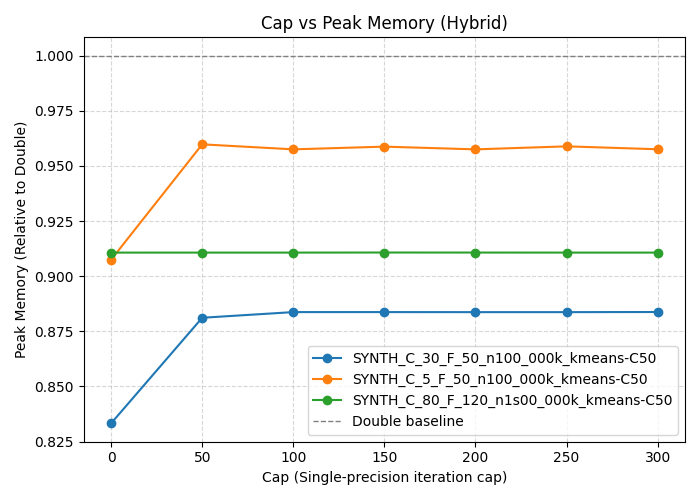 Cap vs Peak Memory (Hybrid)
Peak Memory (Relative to Double)
1.000
0.975
0.950
0.925
0.900
0.875
0.850
0.825
SYNTH_C_30_F_50_n100_000k_kmeans-C50
SYNTH_C_5_F_50_n100_000k_kmeans-C50
SYNTH_C_80_F_120_n1s00_000k_kmeans-C50
Double baseline
0 50 100 150 200 250 300
Cap (Single-precision iteration cap)